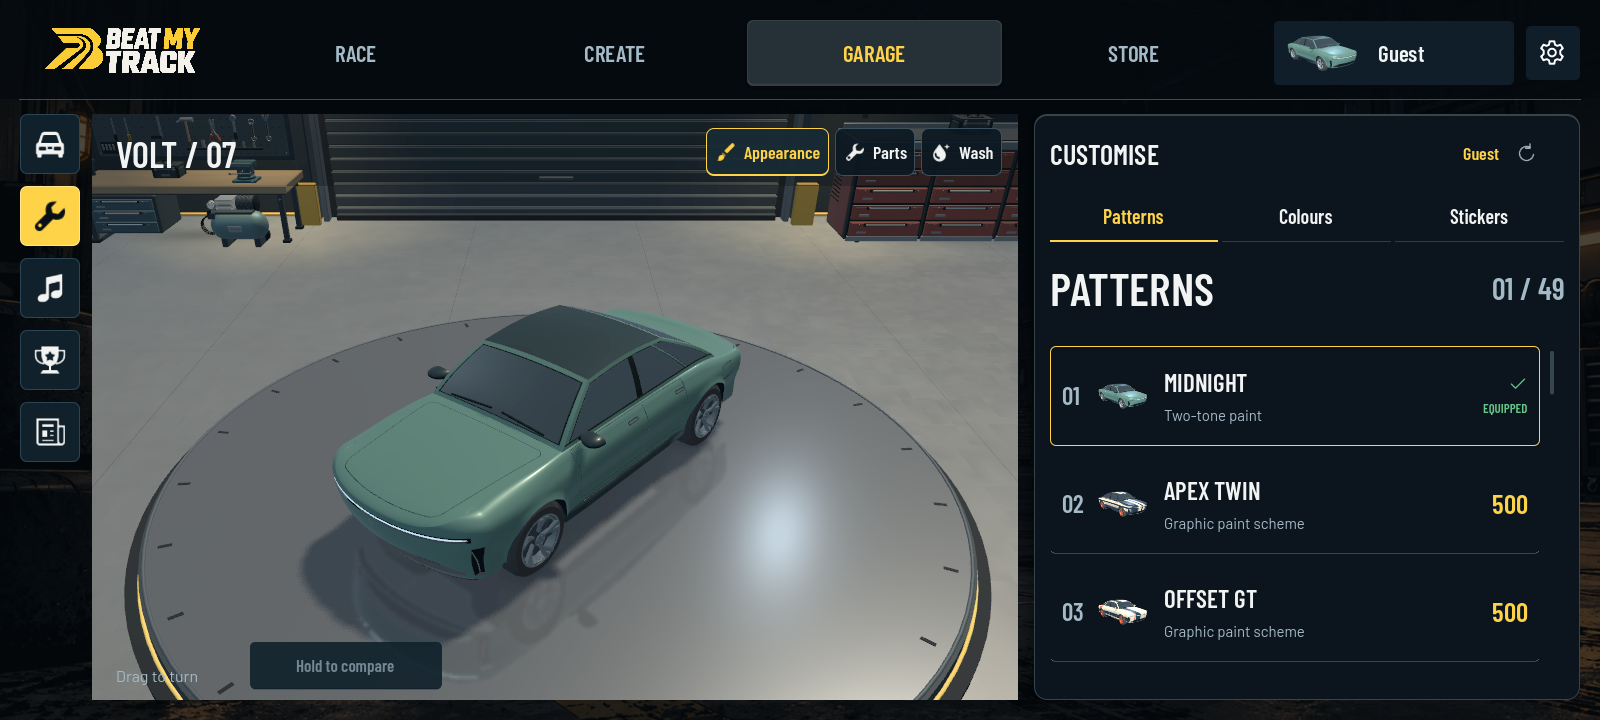 BEAT MY
TRACK
RACE
CREATE
GARAGE
STORE
Guest
VOLT / 07
Appearance
Parts
Wash
Drag to turn
Hold to compare
CUSTOMISE
Guest
Patterns
Colours
Stickers
PATTERNS
01 / 49
01
MIDNIGHT
Two-tone paint
EQUIPPED
02
APEX TWIN
Graphic paint scheme
500
03
OFFSET GT
Graphic paint scheme
500